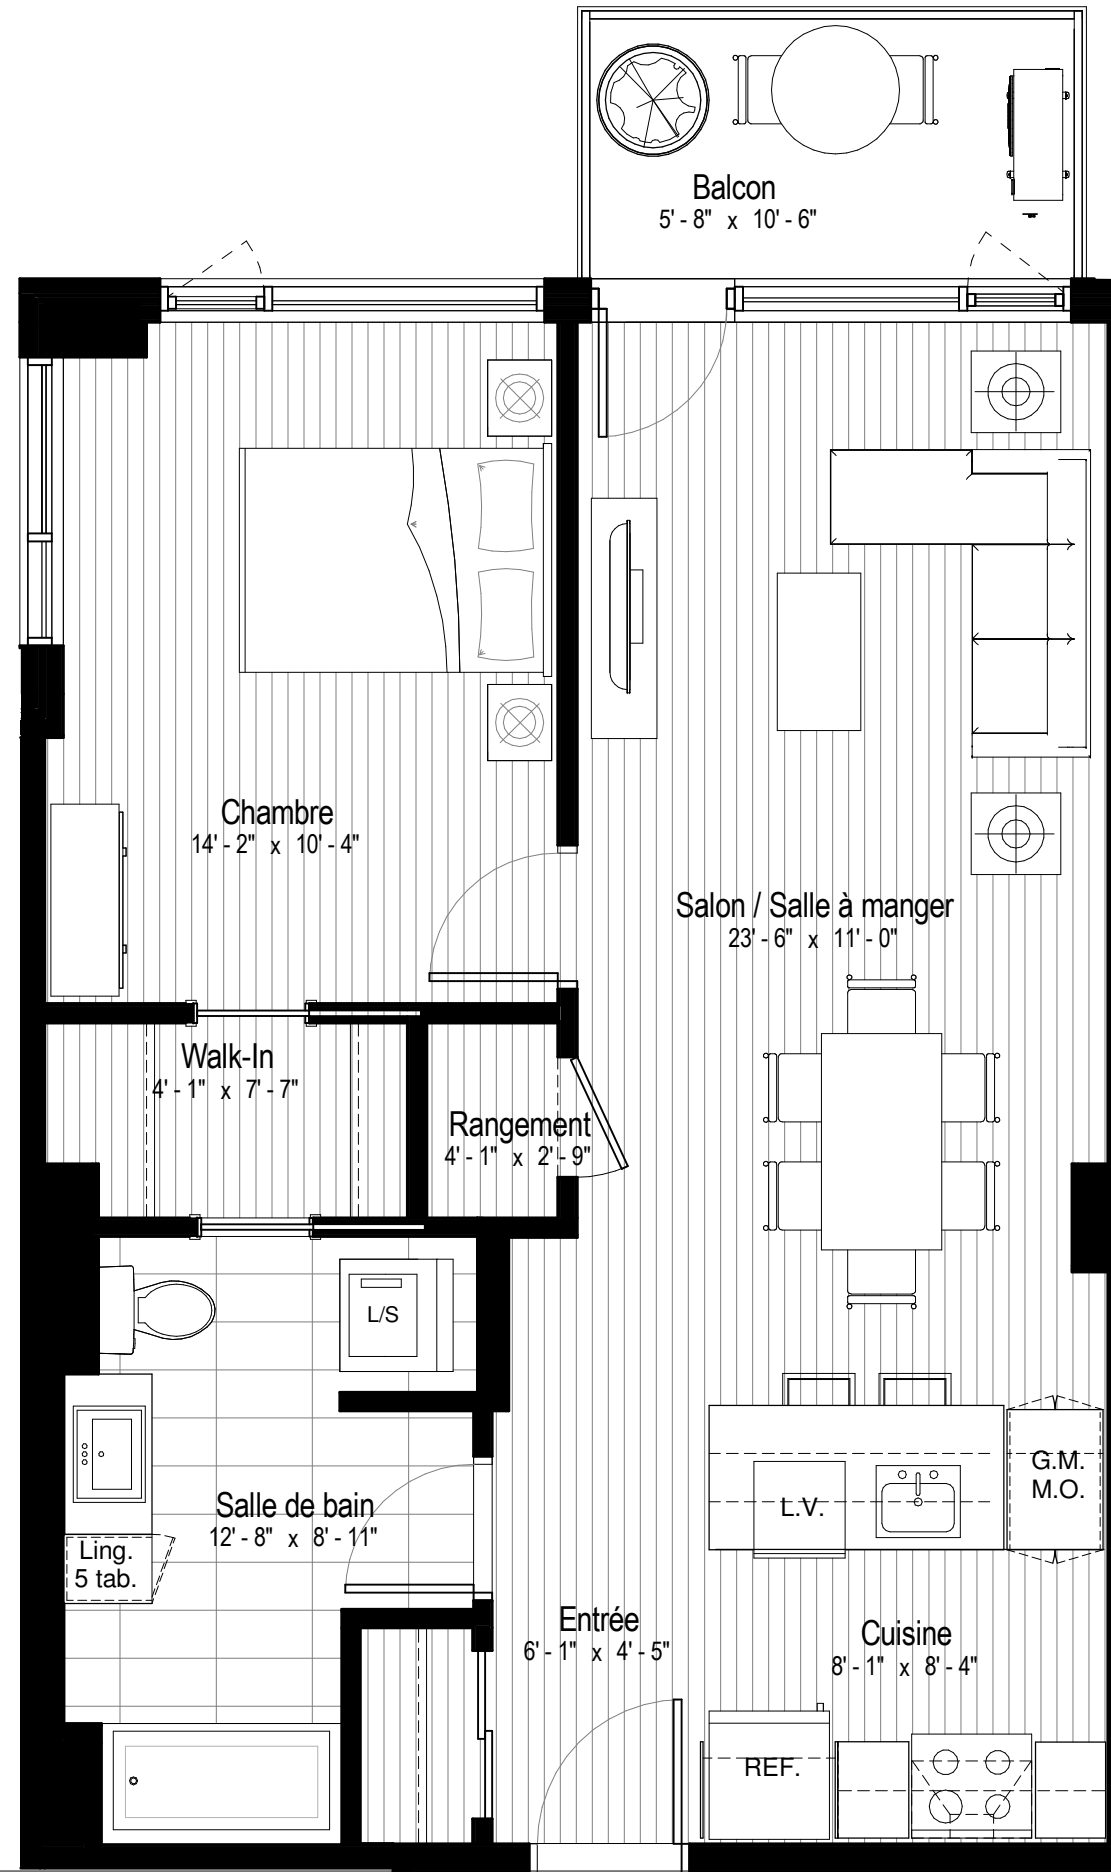 Balcon
5' - 8" x 10' - 6"
Chambre
14' - 2" x 10' - 4"
Salon / Salle à manger
23' - 6" x 11' - 0"
Walk-In
4' - 1" x 7' - 7"
Rangement
4' - 1" x 2' - 9"
L/S
G.M.
M.O.
L.V.
Salle de bain
12' - 8" x 8' - 11"
Ling.
5 tab.
Entrée
6' - 1" x 4' - 5"
Cuisine
8' - 1" x 8' - 4"
REF.